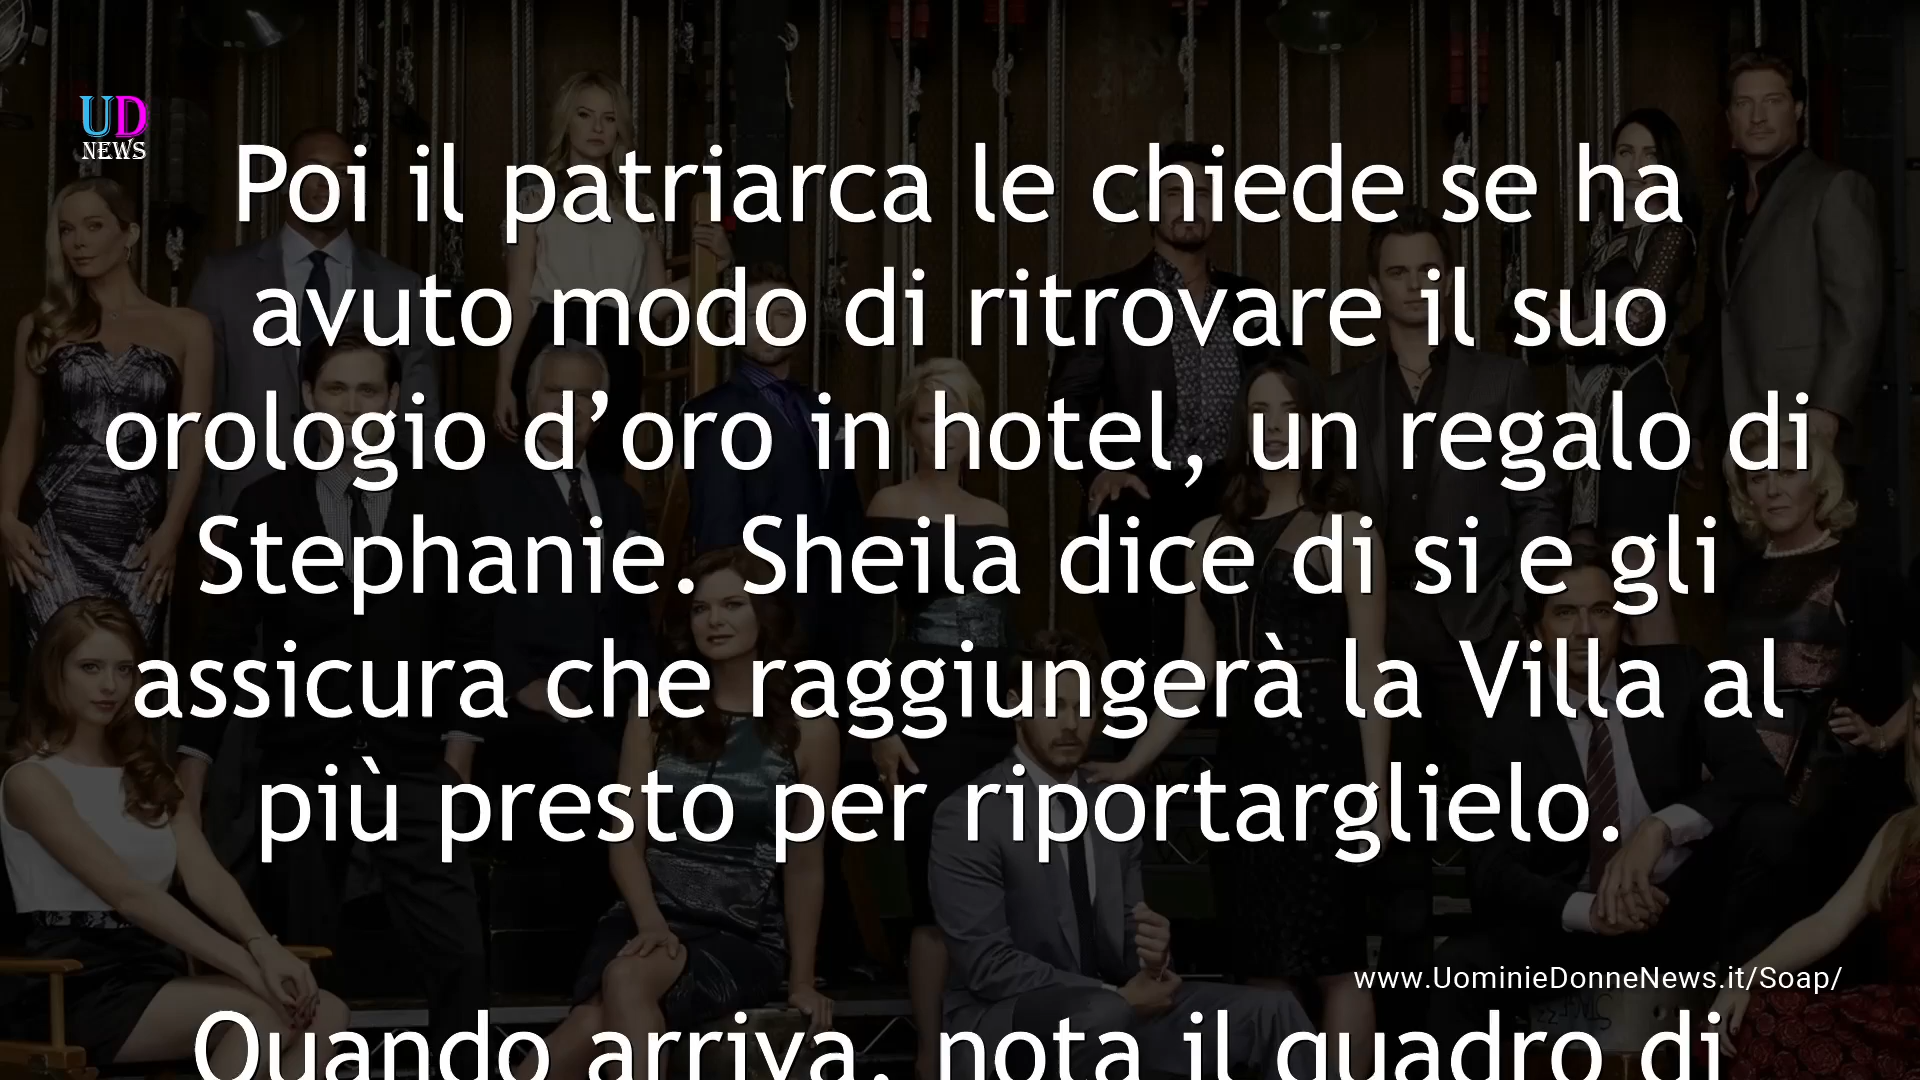 UD
NEWS
Poi il patriarca le chiede se ha
avuto modo di ritrovare il suo
orologio d’oro in hotel, un regalo di
Stephanie. Sheila dice di si e gli
assicura che raggiungerà la Villa al
più presto per riportarglielo.
www.UominieDonneNews.it/Soap/
Quando arriva, nota il quadro di